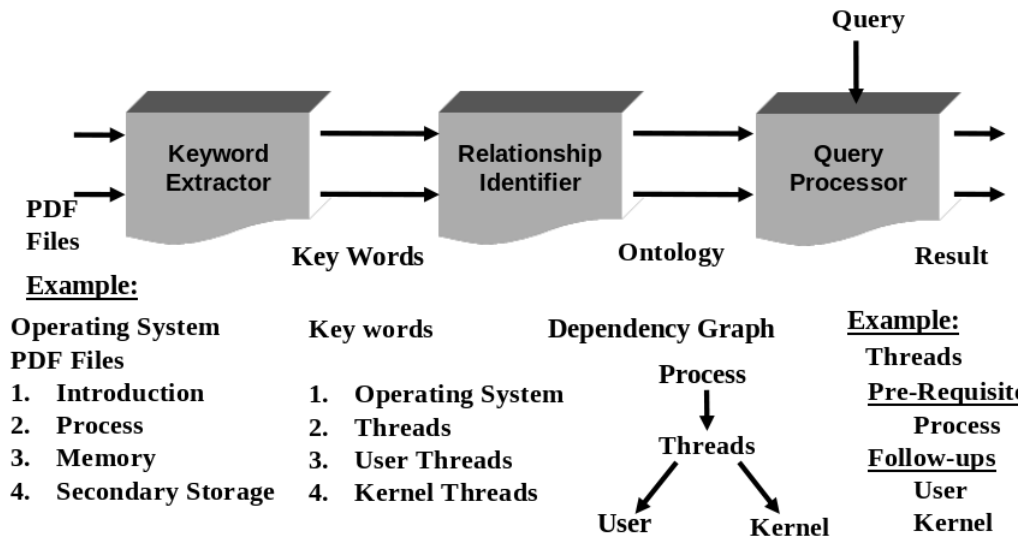 Query
Keyword
Extractor
Relationship
Identifier
Query
Processor
PDF
Files
Key Words
Ontology
Result
Example:
Operating System
PDF Files
1. Introduction
2. Process
3. Memory
4. Secondary Storage
Key words
1. Operating System
2. Threads
3. User Threads
4. Kernel Threads
Dependency Graph
Process
Threads
User
Kernel
Example:
Threads
Pre-Requisite
Process
Follow-ups
User
Kernel